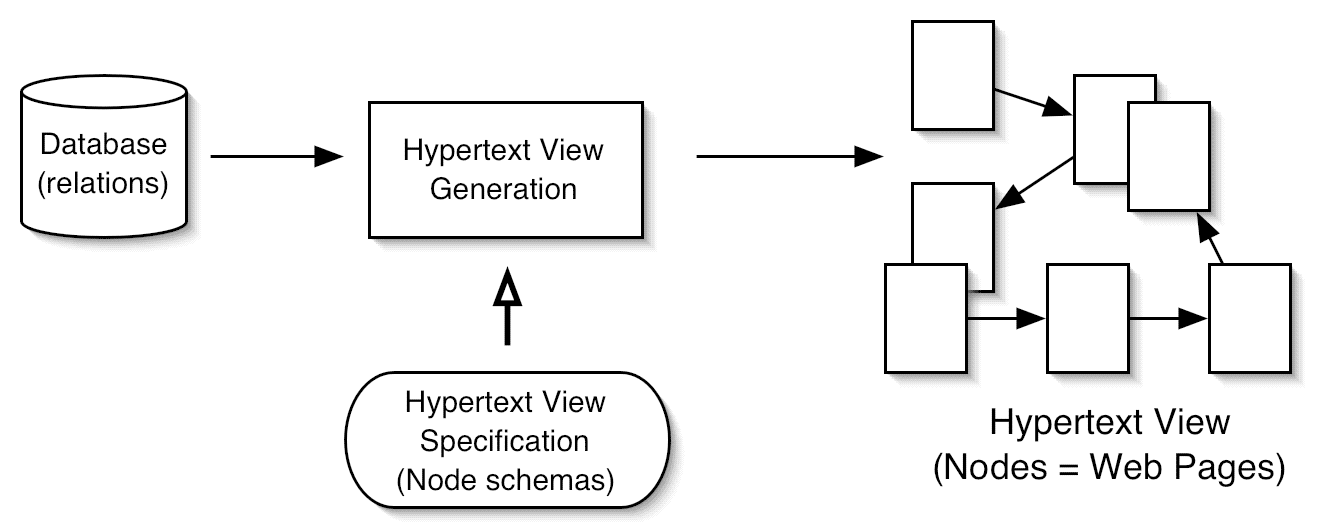 Database
(relations)
Hypertext View
Generation
Hypertext View
Specification
(Node schemas)
Hypertext View
(Nodes = Web Pages)